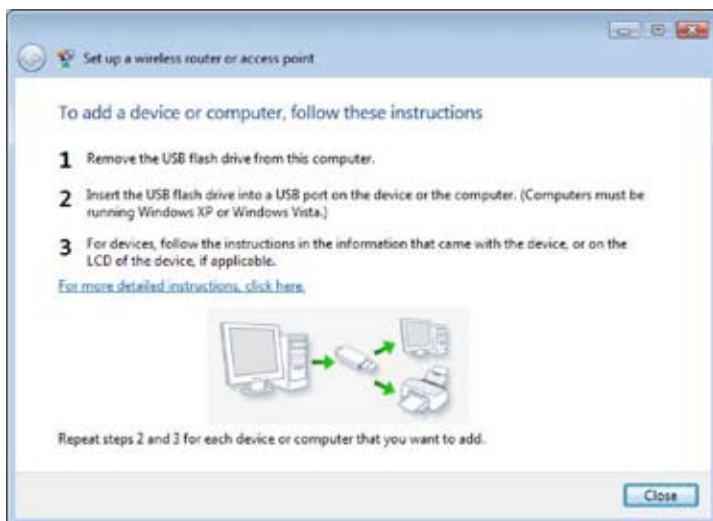 Set up a wireless router or access point
To add a device or computer, follow these instructions
1 Remove the USB flash drive from this computer.
2 Insert the USB flash drive into a USB port on the device or the computer. (Computers must be
running Windows XP or Windows Vista.)
3 For devices, follow the instructions in the information that came with the device, or on the
LCD of the device, if applicable.
For more detailed instructions, click here.
Repeat steps 2 and 3 for each device or computer that you want to add.
Close